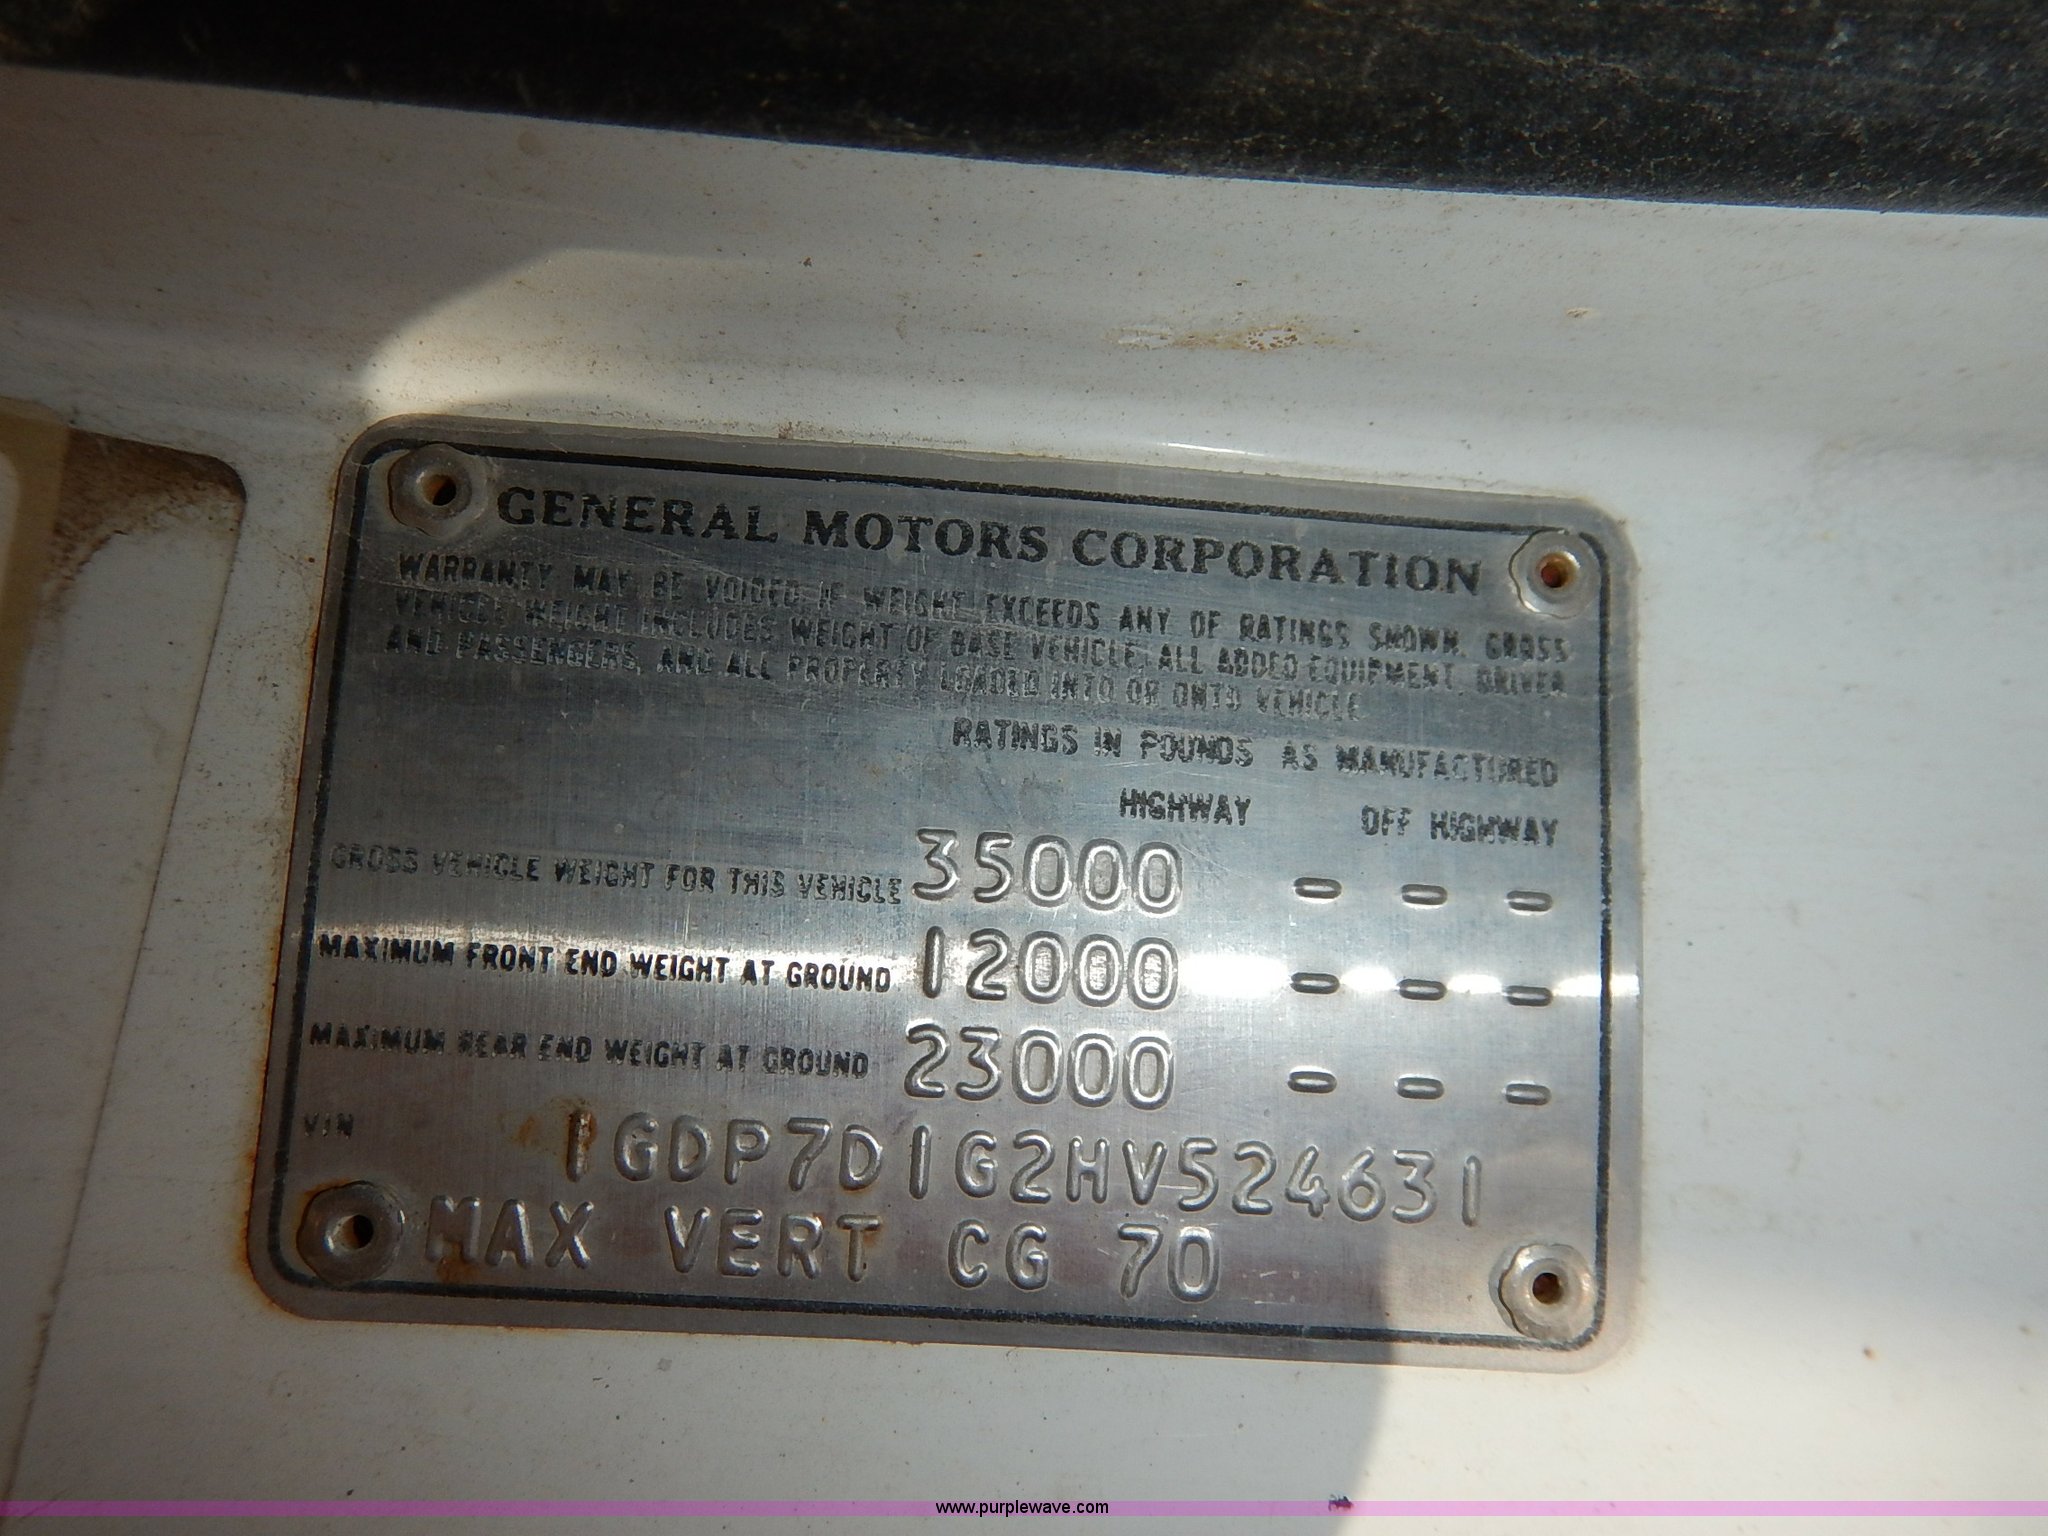 GENERAL MOTORS CORPORATION
WARRANTY MAY BE VOIDED IF WEIGHT EXCEEDS ANY OF RATINGS SHOWN. GROSS
VEHICLE WEIGHT INCLUDES WEIGHT OF BASE VEHICLE, ALL ADDED EQUIPMENT, DRIVER
AND PASSENGERS, AND ALL PROPERTY LOADED INTO OR ONTO VEHICLE
RATINGS IN POUNDS AS MANUFACTURED
HIGHWAY OFF HIGHWAY
GROSS VEHICLE WEIGHT FOR THIS VEHICLE 35000 - - -
MAXIMUM FRONT END WEIGHT AT GROUND 12000 - - -
MAXIMUM REAR END WEIGHT AT GROUND 23000 - - -
VIN 1GDP7D1G2HV524631
MAX VERT CG 70
www.purplewave.com